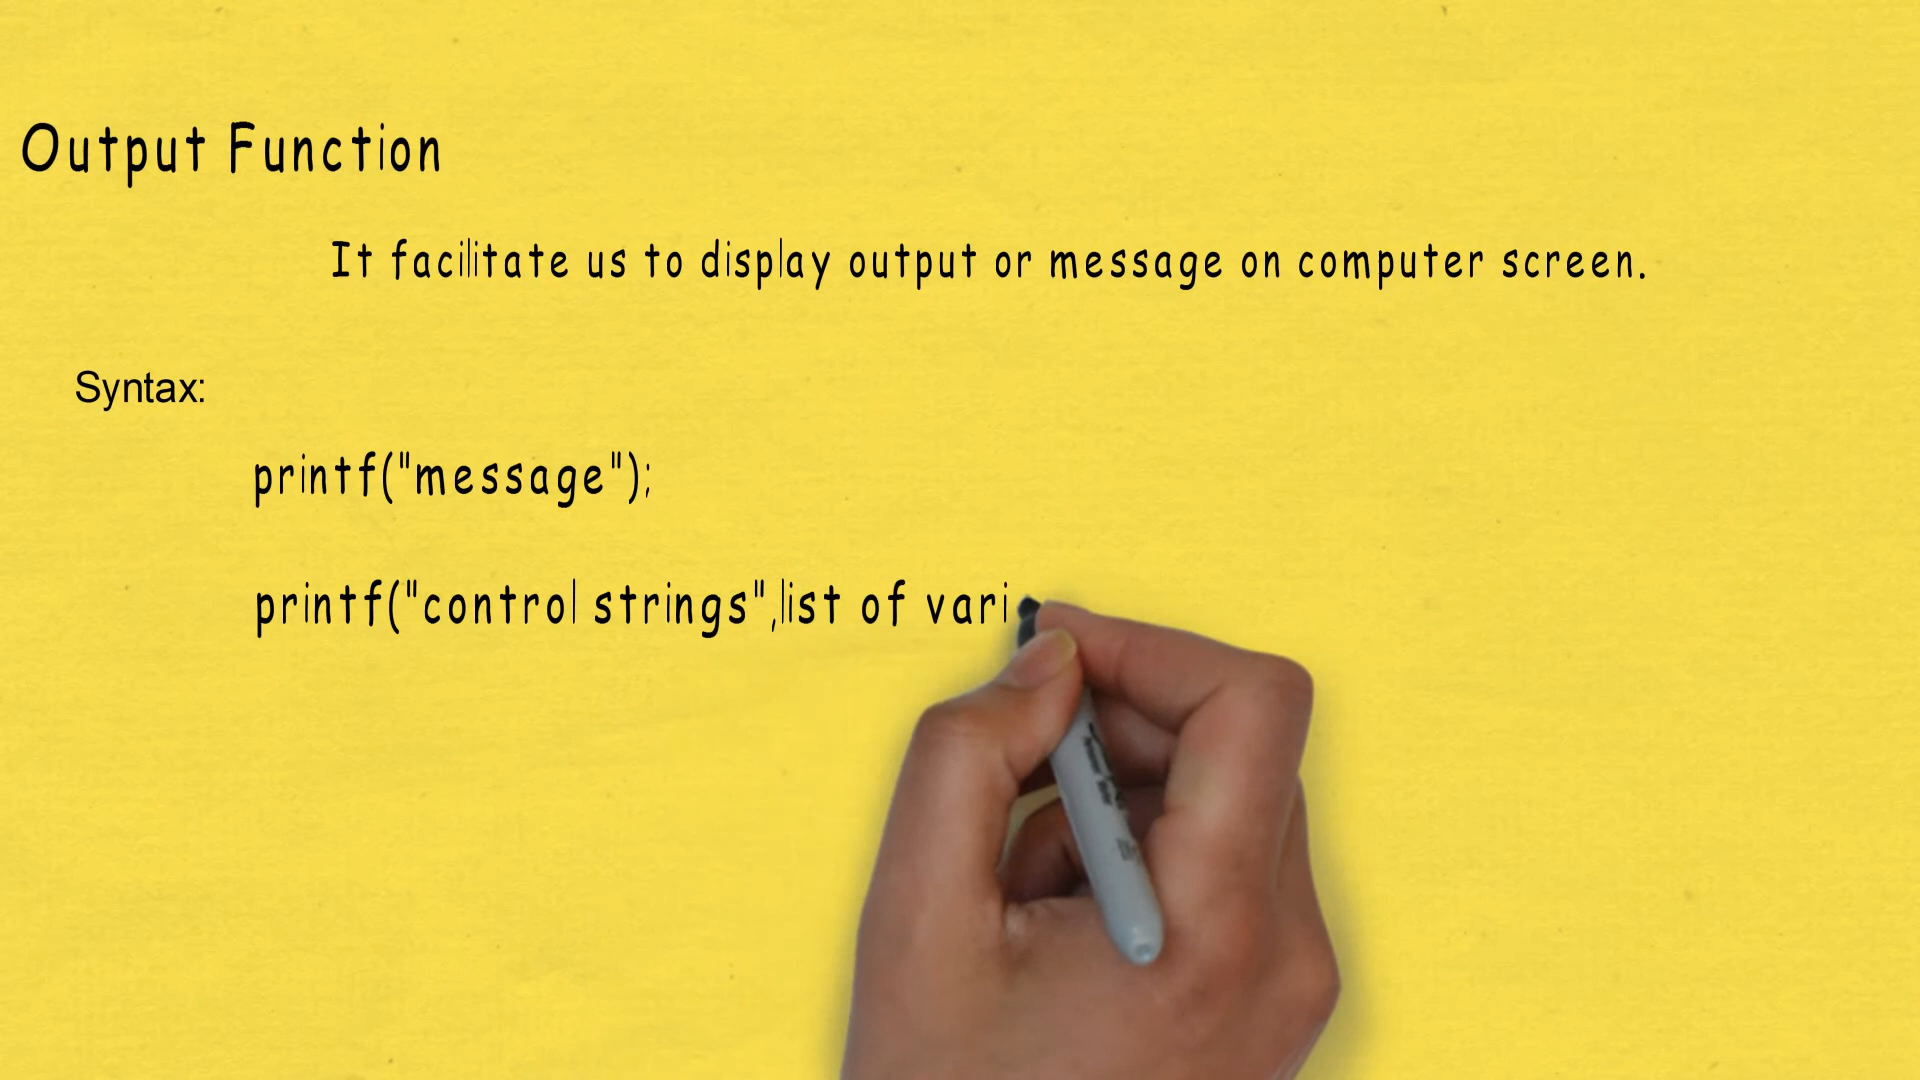 Output Function
It facilitate us to display output or message on computer screen.
Syntax:
printf("message");
printf("control strings",list of vari